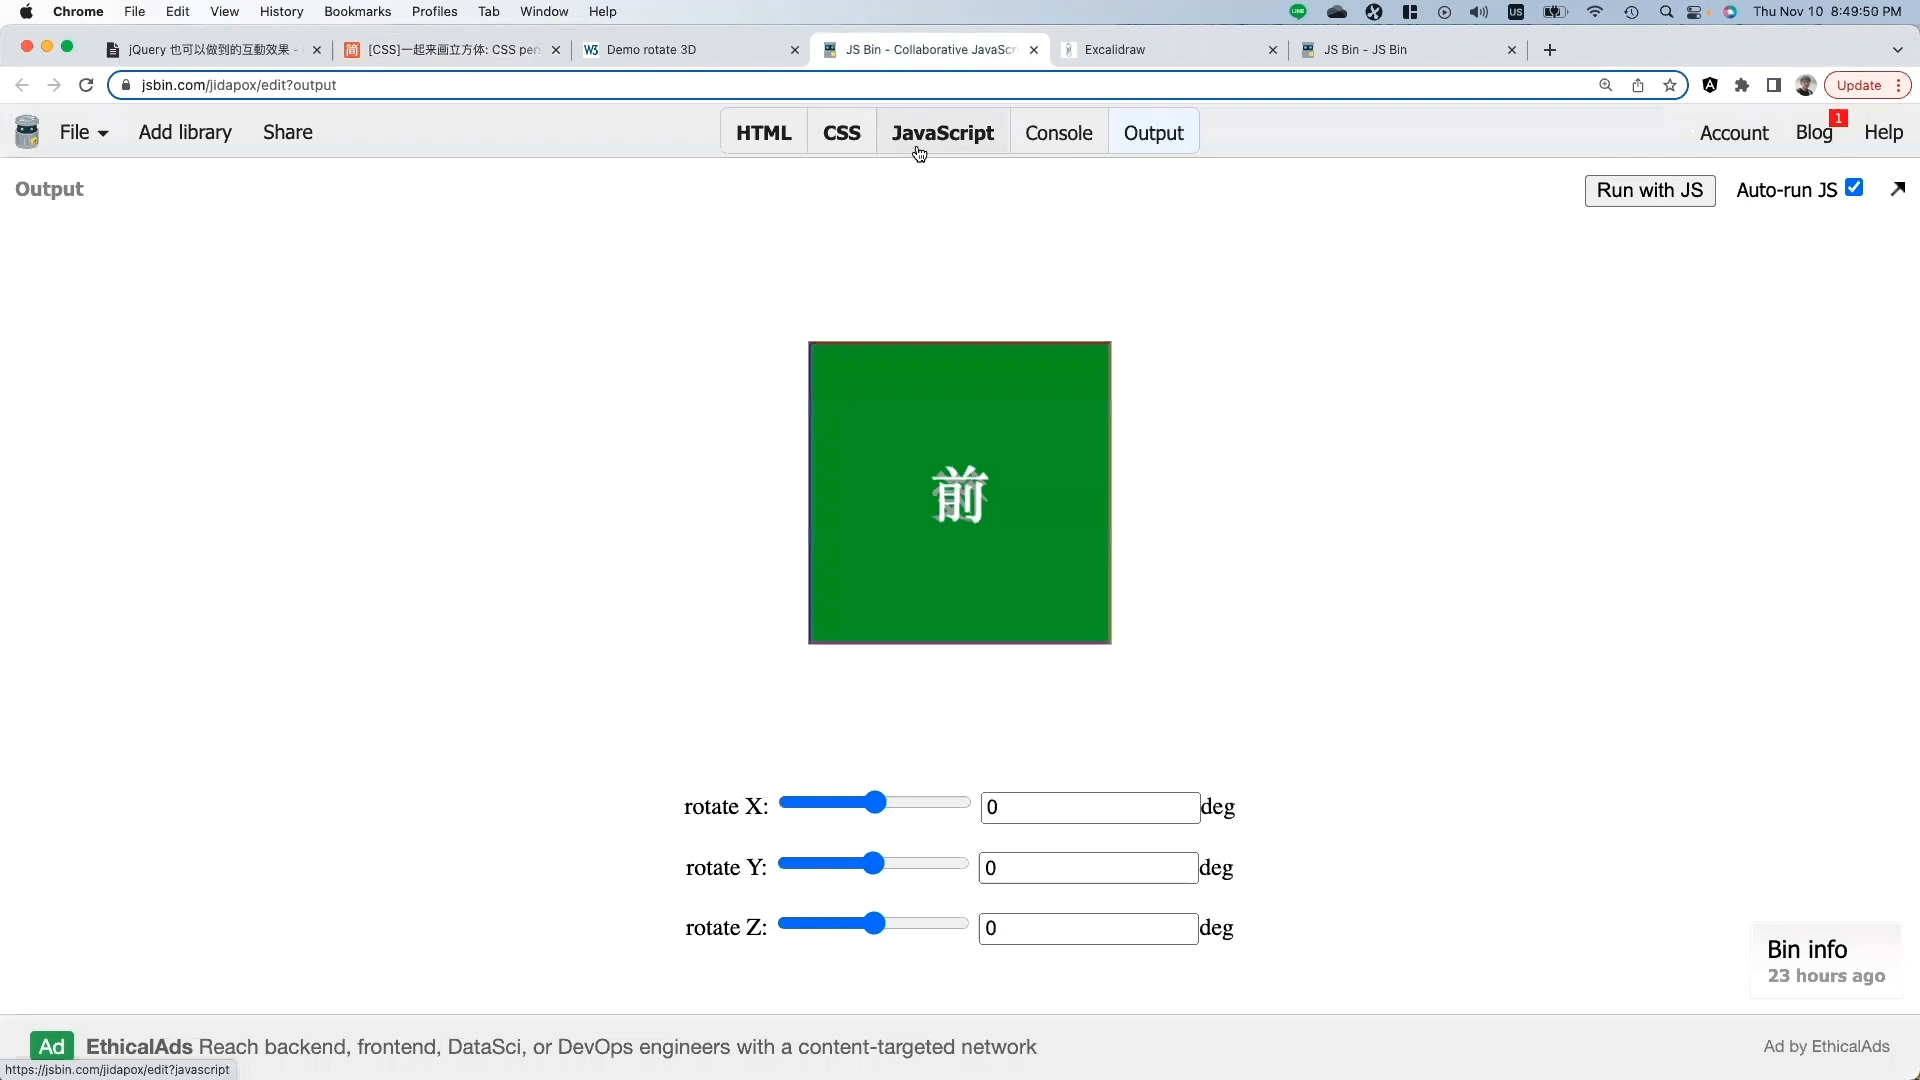 Chrome File Edit View History Bookmarks Profiles Tab Window Help
LINE US Thu Nov 10 8:49:50 PM
jQuery 也可以做到的互動效果 -
简 [CSS]一起来画立方体: CSS per
W3 Demo rotate 3D
JS Bin - Collaborative JavaScri
Excalidraw
JS Bin - JS Bin
jsbin.com/jidapox/edit?output
Update
File Add library Share
HTML CSS JavaScript Console Output
Account Blog 1 Help
Output
Run with JS Auto-run JS
前
rotate X: 0 deg
rotate Y: 0 deg
rotate Z: 0 deg
Bin info
23 hours ago
Ad EthicalAds Reach backend, frontend, DataSci, or DevOps engineers with a content-targeted network
Ad by EthicalAds
https://jsbin.com/jidapox/edit?javascript